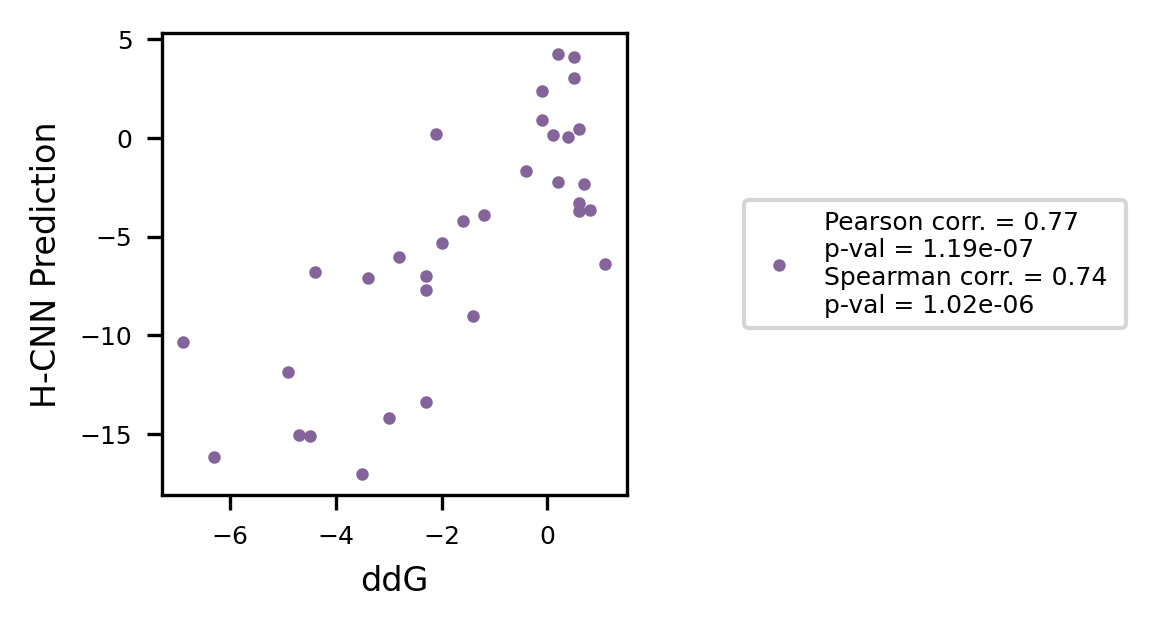 5
0
−5
−10
−15
H-CNN Prediction
−6
−4
−2
0
ddG
Pearson corr. = 0.77
p-val = 1.19e-07
Spearman corr. = 0.74
p-val = 1.02e-06